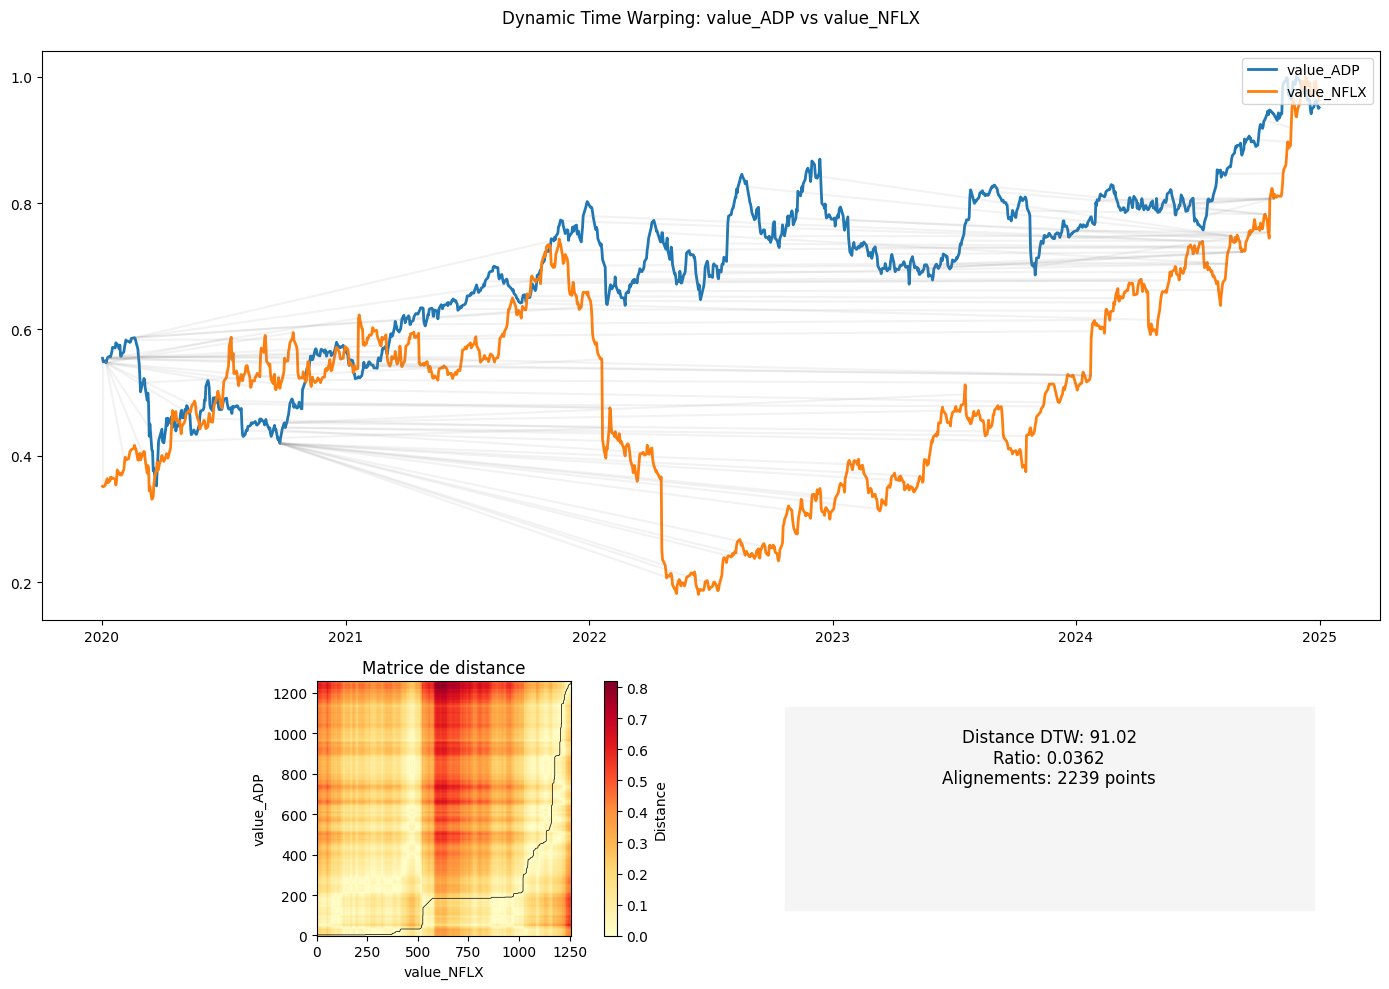 Dynamic Time Warping: value_ADP vs value_NFLX
value_ADP
value_NFLX
1.0
0.8
0.6
0.4
0.2
2020 2021 2022 2023 2024 2025
Matrice de distance
value_ADP
1200
1000
800
600
400
200
0
0 250 500 750 1000 1250
value_NFLX
0.8
0.7
0.6
0.5
0.4
0.3
0.2
0.1
0.0
Distance
Distance DTW: 91.02
Ratio: 0.0362
Alignements: 2239 points